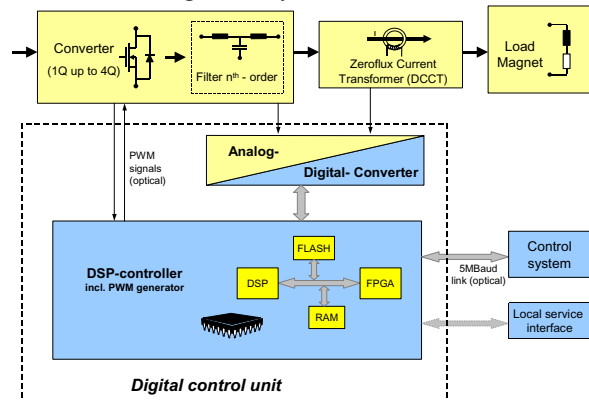 Converter
(1Q up to 4Q)
Filter nth - order
I
Zeroflux Current
Transformer (DCCT)
Load
Magnet
PWM
signals
(optical)
Analog-
Digital- Converter
DSP-controller
incl. PWM generator
FLASH
DSP
FPGA
RAM
5MBaud
link (optical)
Control
system
Local service
interface
Digital control unit